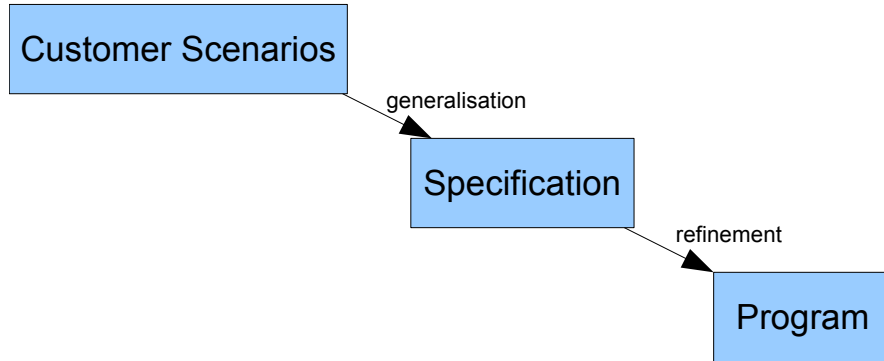 Customer Scenarios
generalisation
Specification
refinement
Program